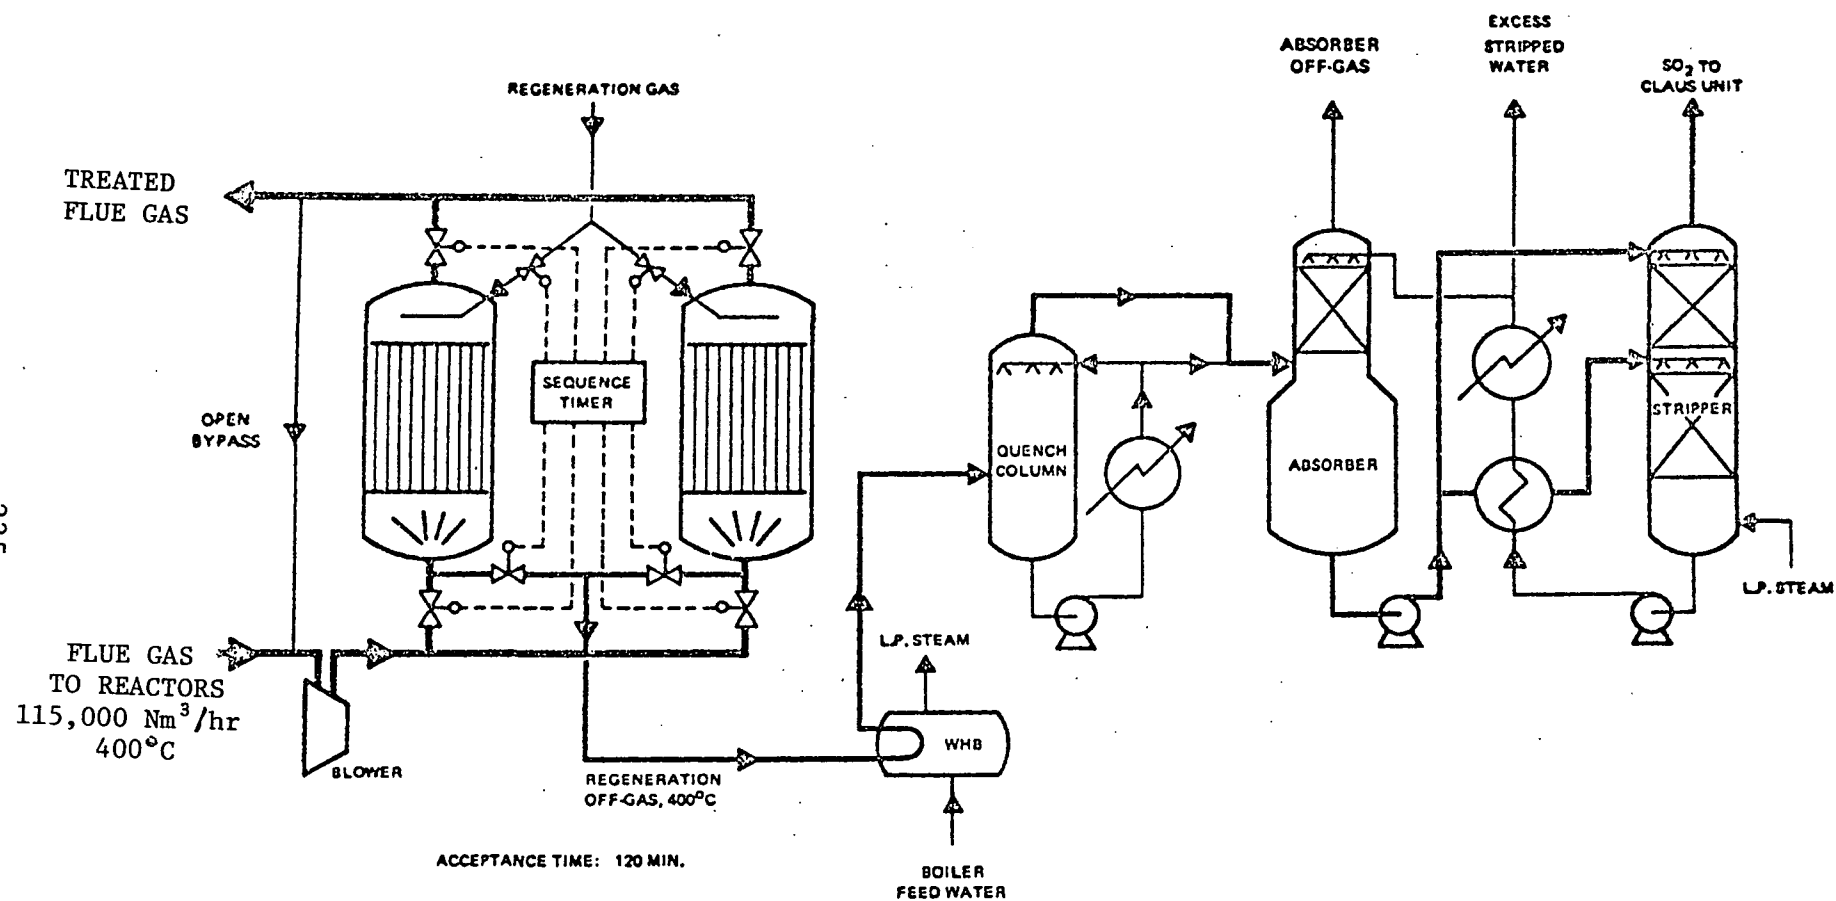 EXCESS
STRIPPED
WATER
ABSORBER
OFF-GAS
SO2 TO
CLAUS UNIT
REGENERATION GAS
TREATED
FLUE GAS
SEQUENCE
TIMER
OPEN
BYPASS
QUENCH
COLUMN
ABSORBER
STRIPPER
L.P. STEAM
FLUE GAS
TO REACTORS
115,000 Nm³/hr
400°C
BLOWER
L.P. STEAM
WHB
REGENERATION
OFF-GAS, 400°C
ACCEPTANCE TIME: 120 MIN.
BOILER
FEED WATER